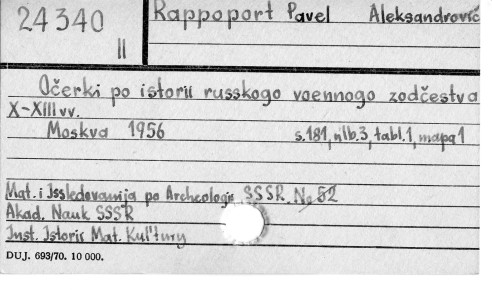 24340
II
Rappoport Pavel Aleksandrovič
Očerki po istorii russkogo voennogo zodčestva
X-XIII vv.
Moskva 1956 s.181, nlb.3, tabl.1, mapa 1
Mat. i Issledovanija po Archeologii SSSR No 52
Akad. Nauk SSSR
Inst. Istorii Mat. Kul'tury
DUJ. 693/70. 10 000.